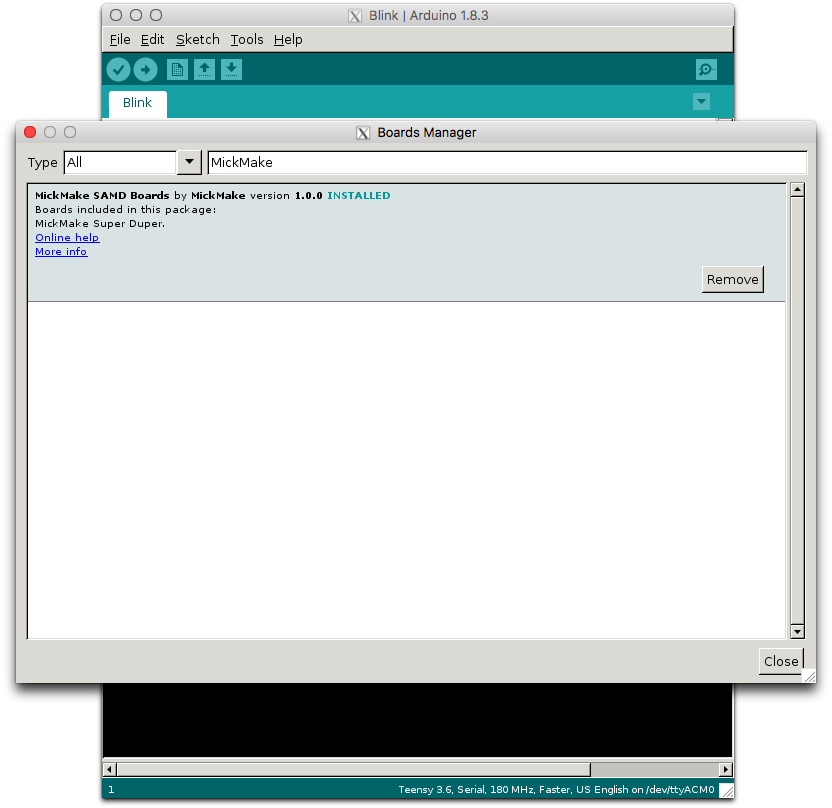 Blink | Arduino 1.8.3
File Edit Sketch Tools Help
Blink
Boards Manager
Type All MickMake
MickMake SAMD Boards by MickMake version 1.0.0 INSTALLED
Boards included in this package:
MickMake Super Duper.
Online help
More info
Remove
Close
1 Teensy 3.6, Serial, 180 MHz, Faster, US English on /dev/ttyACM0